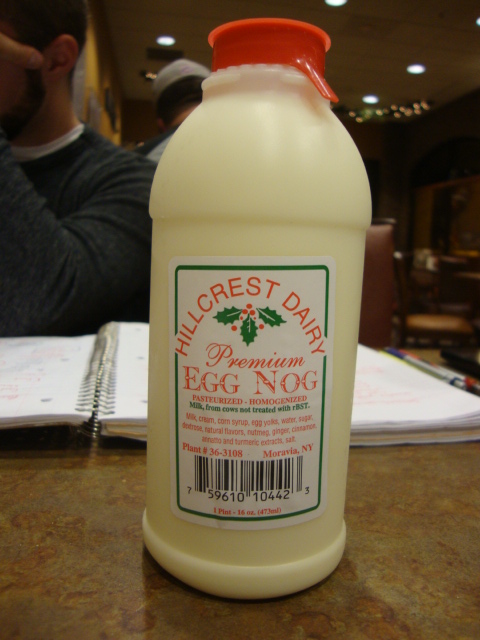 HILLCREST DAIRY
Premium
EGG NOG
PASTEURIZED - HOMOGENIZED
Milk, from cows not treated with rBST.
Milk, cream, corn syrup, egg yolks, water, sugar,
dextrose, natural flavors, nutmeg, ginger, cinnamon,
annatto and turmeric extracts, salt.
Plant # 36-3108 Moravia, NY
7 59610 10442 3
1 Pint - 16 oz. (473ml)